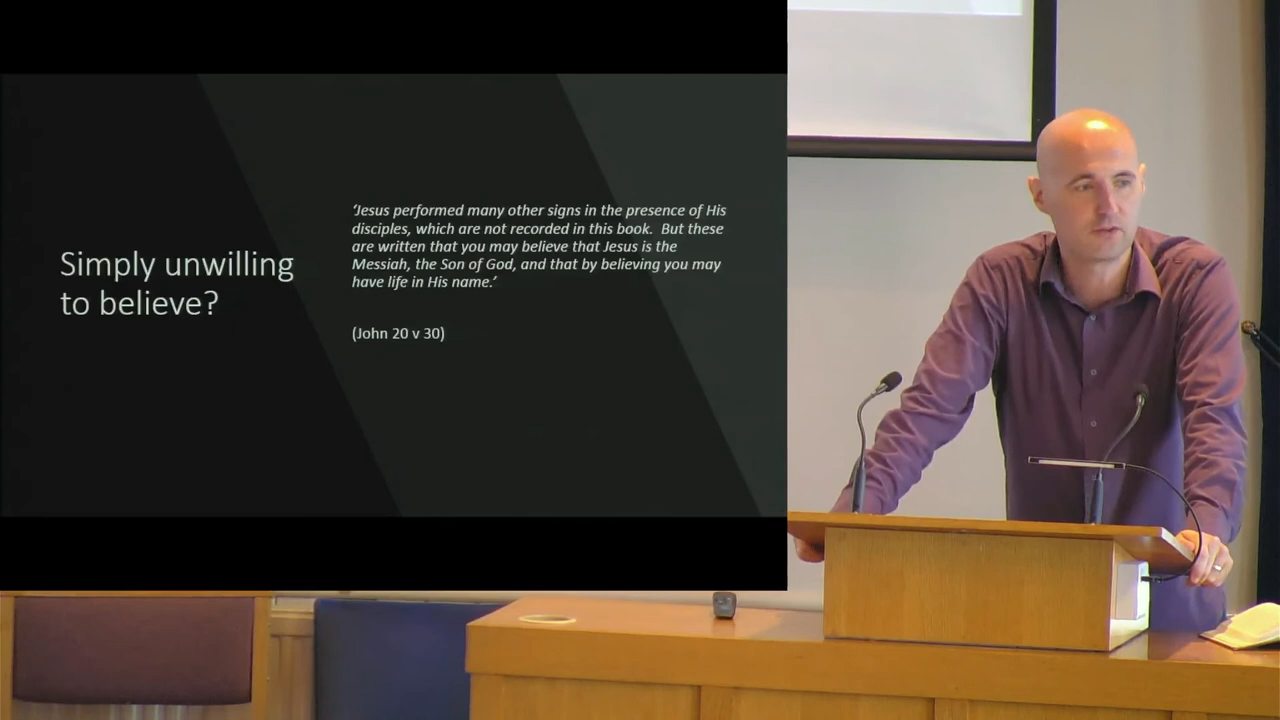 Simply unwilling
to believe?
‘Jesus performed many other signs in the presence of His
disciples, which are not recorded in this book.  But these
are written that you may believe that Jesus is the
Messiah, the Son of God, and that by believing you may
have life in His name.’
(John 20 v 30)